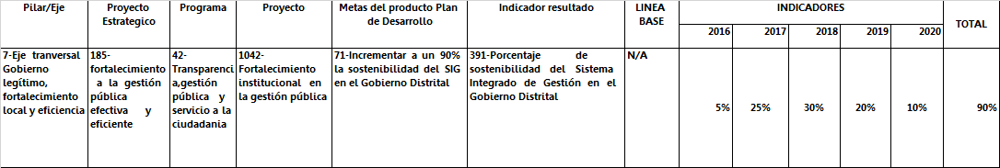 Pilar/Eje
Proyecto
Estrategico
Programa
Proyecto
Metas del producto Plan
de Desarrollo
Indicador resultado
LINEA
BASE
INDICADORES
TOTAL
2016
2017
2018
2019
2020
7-Eje tranversal
Gobierno
legítimo,
fortalecimiento
local y eficiencia
185-
fortalecimiento
a la gestión
pública
efectiva y
eficiente
42-
Transparenci
a,gestión
pública y
servicio a la
ciudadania
1042-
Fortalecimiento
institucional en
la gestión pública
71-Incrementar a un 90%
la sostenibilidad del SIG
en el Gobierno Distrital
391-Porcentaje de
sostenibilidad del Sistema
Integrado de Gestión en el
Gobierno Distrital
N/A
5%
25%
30%
20%
10%
90%